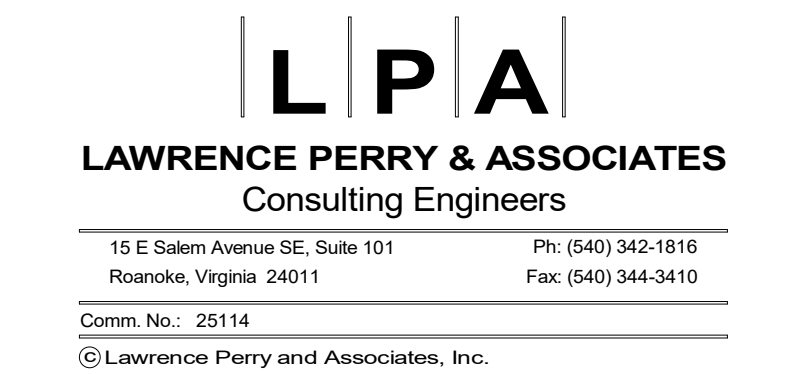 LPA
LAWRENCE PERRY & ASSOCIATES
Consulting Engineers
15 E Salem Avenue SE, Suite 101 Ph: (540) 342-1816
Roanoke, Virginia 24011 Fax: (540) 344-3410
Comm. No.: 25114
© Lawrence Perry and Associates, Inc.